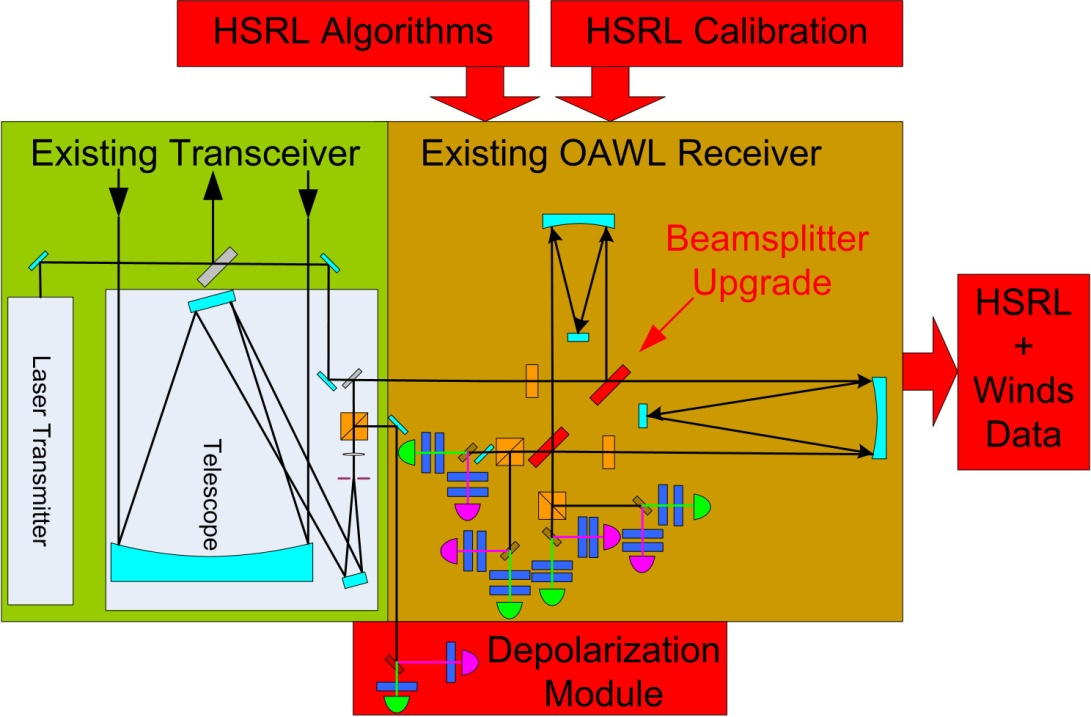 HSRL Algorithms
HSRL Calibration
Existing Transceiver
Existing OAWL Receiver
Beamsplitter
Upgrade
HSRL
+
Winds
Data
Laser Transmitter
Telescope
Depolarization
Module